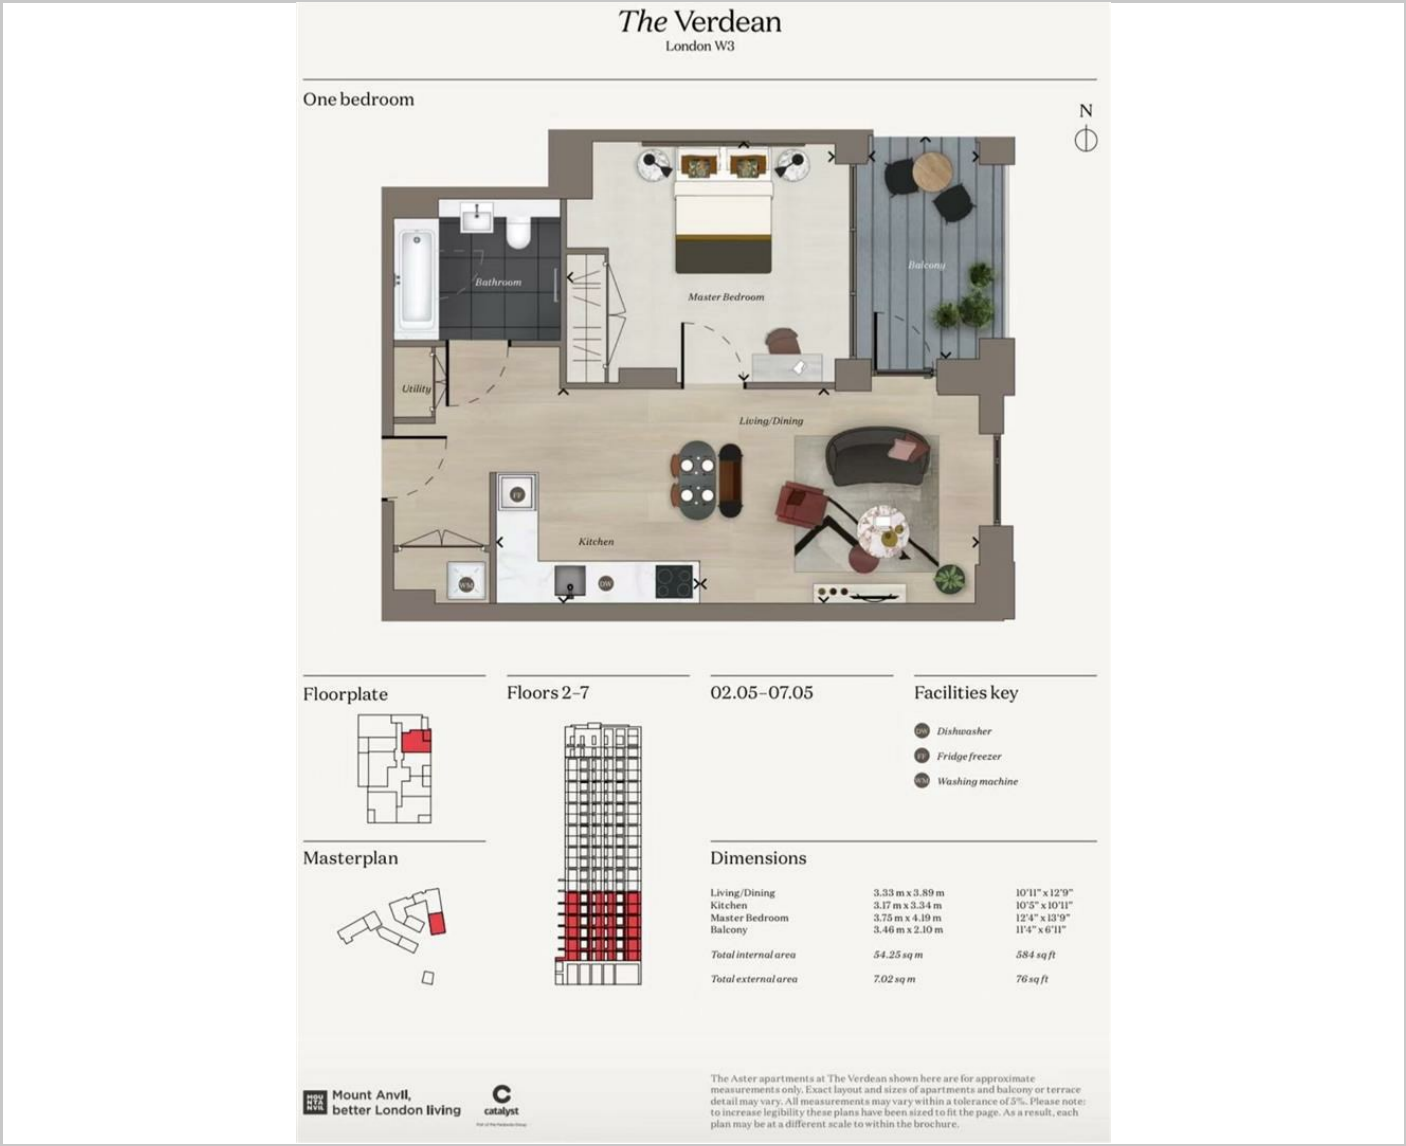 The Verdean
London W3
One bedroom
N
Balcony
Bathroom
Master Bedroom
Utility
Living/Dining
FF
Kitchen
WM
DW
Floorplate
Floors 2–7
02.05–07.05
Facilities key
DW Dishwasher
FF Fridge freezer
WM Washing machine
Masterplan
Dimensions
Living/Dining 3.33 m x 3.89 m 10'11" x 12'9"
Kitchen 3.17 m x 3.34 m 10'5" x 10'11"
Master Bedroom 3.75 m x 4.19 m 12'4" x 13'9"
Balcony 3.46 m x 2.10 m 11'4" x 6'11"
Total internal area 54.25 sq m 584 sq ft
Total external area 7.02 sq m 76 sq ft
MOUNTANVIL
Mount Anvil,
better London living
catalyst
The Aster apartments at The Verdean shown here are for approximate
measurements only. Exact layout and sizes of apartments and balcony or terrace
detail may vary. All measurements may vary within a tolerance of 5%. Please note:
to increase legibility these plans have been sized to fit the page. As a result, each
plan may be at a different scale to within the brochure.